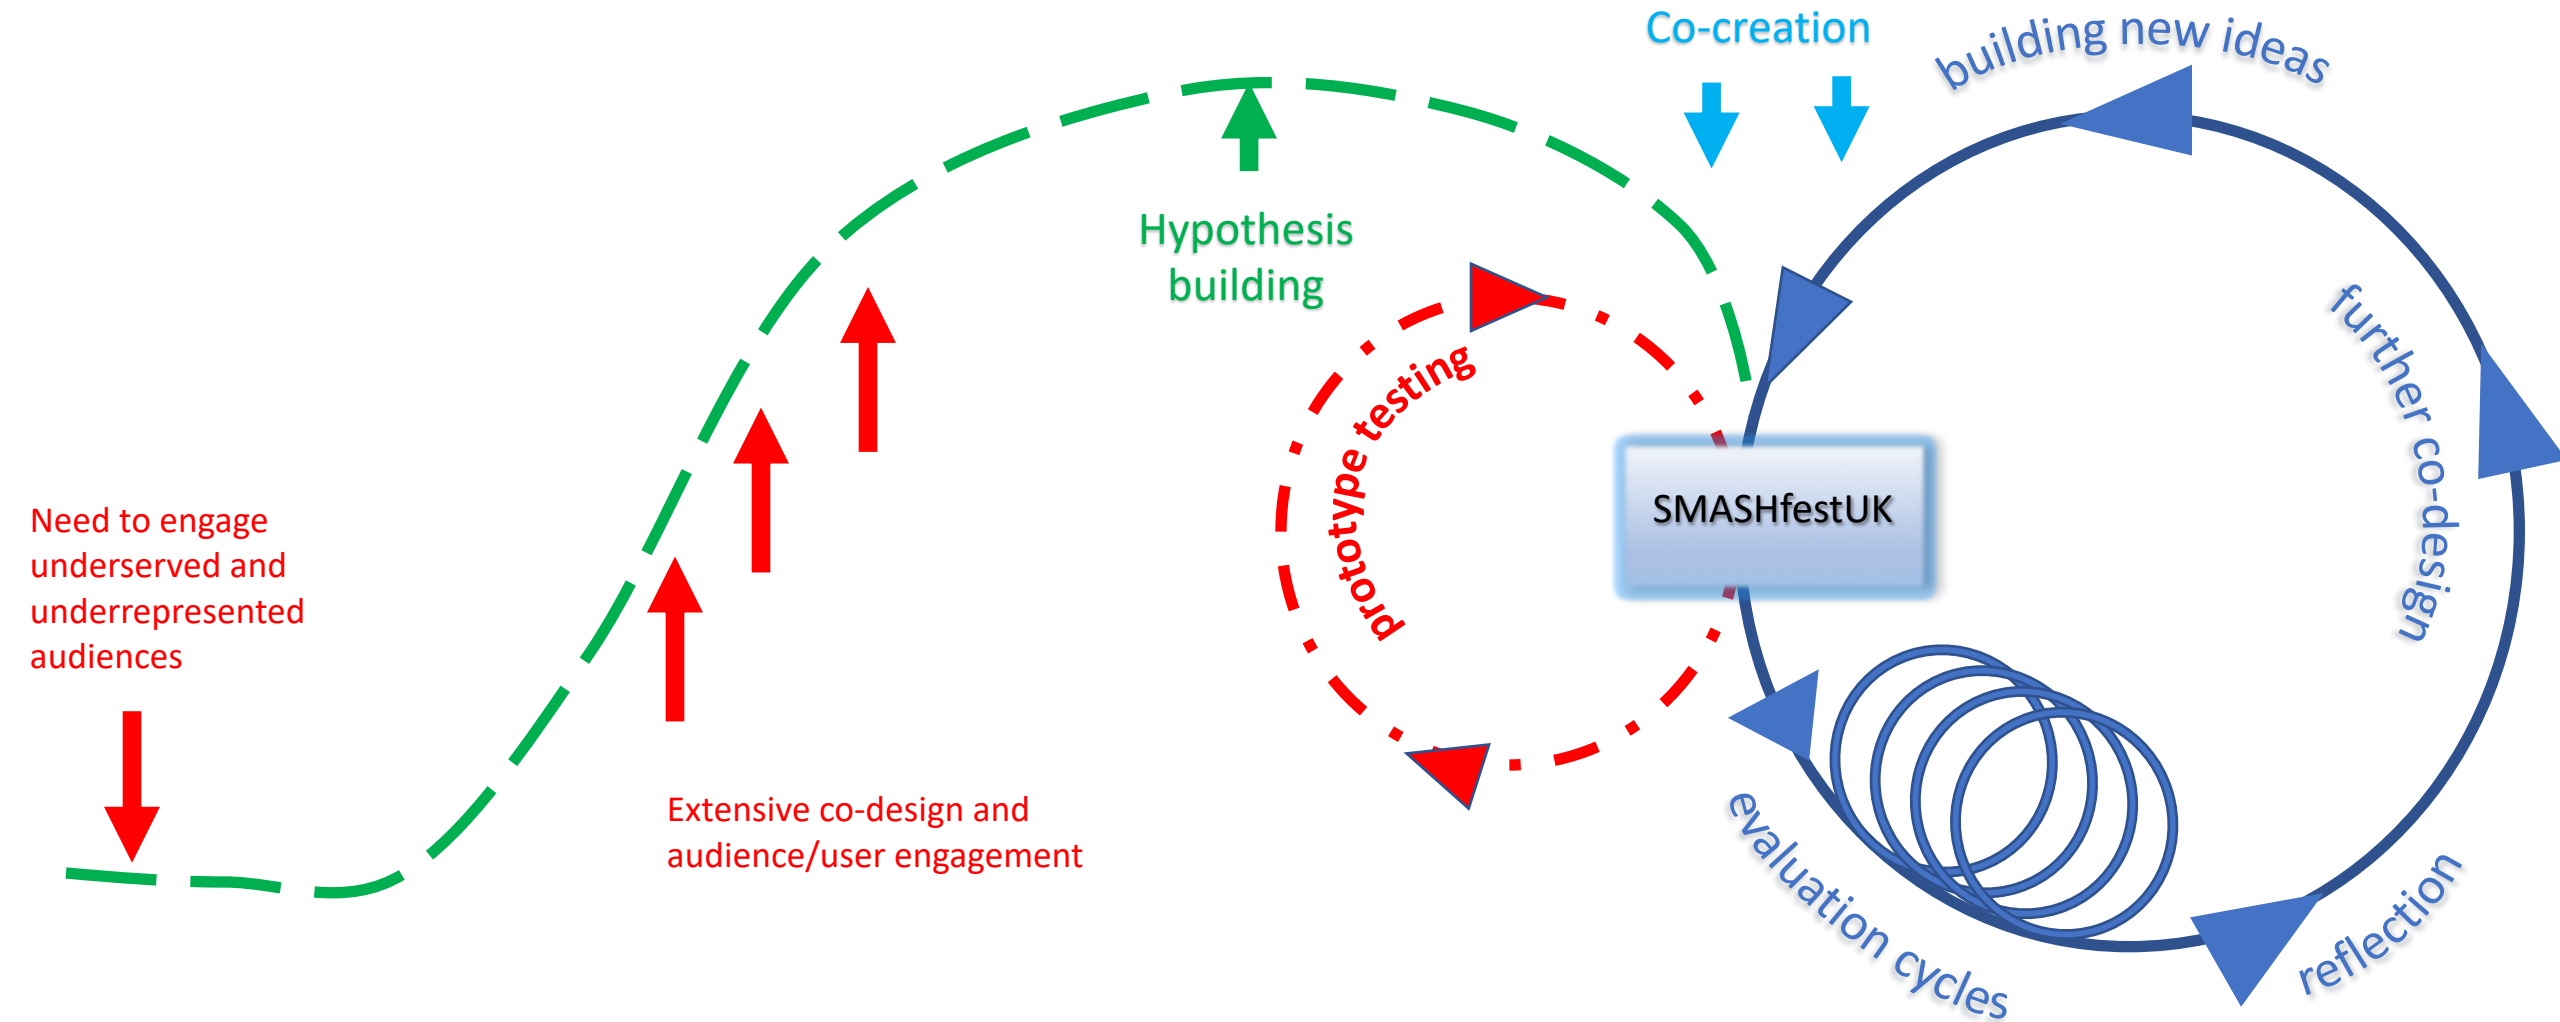 Need to engage
underserved and
underrepresented
audiences
Extensive co-design and
audience/user engagement
Hypothesis
building
prototype testing
Co-creation
SMASHfestUK
building new ideas
further co-design
evaluation cycles
reflection